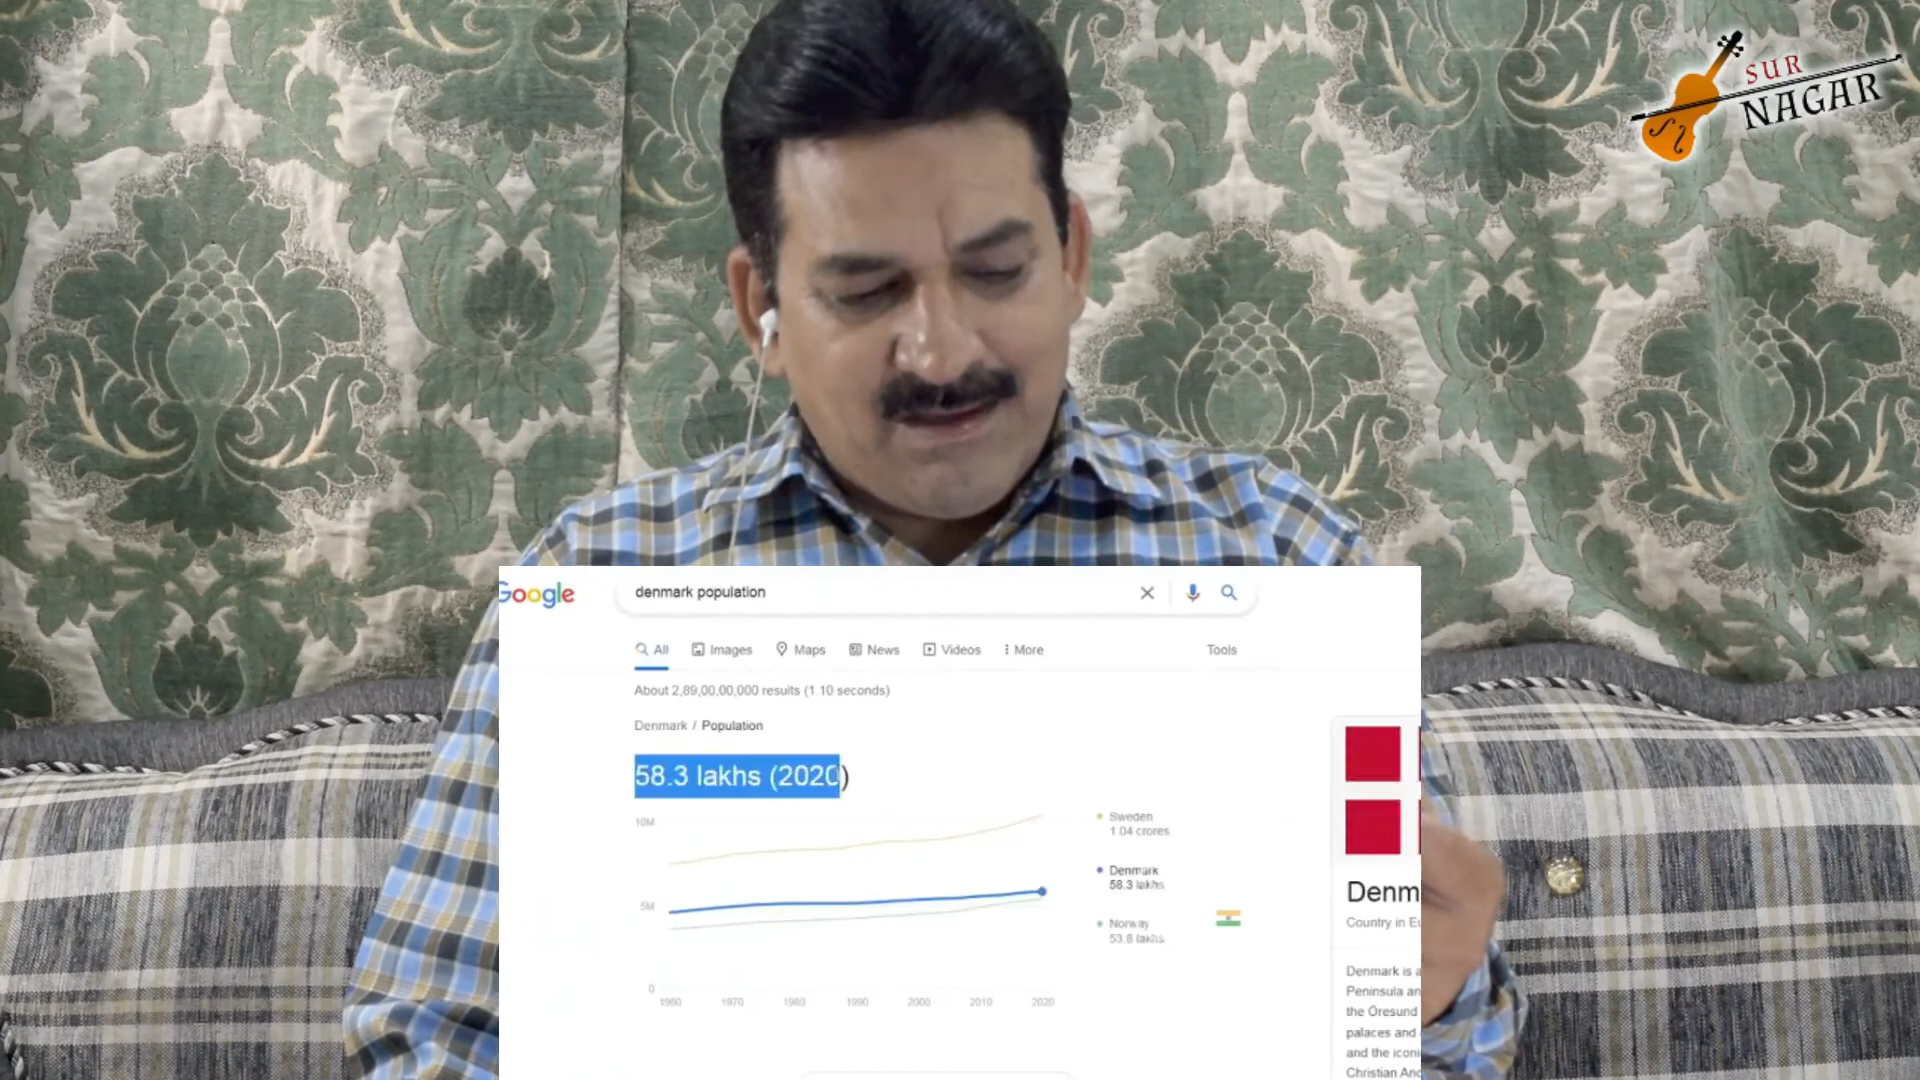 SUR
NAGAR
Google
denmark population
All Images Maps News Videos More Tools
About 2,89,00,00,000 results (1.10 seconds)
Denmark / Population
58.3 lakhs (2020)
10M
5M
0
1960 1970 1980 1990 2000 2010 2020
Sweden
1.04 crores
Denmark
58.3 lakhs
Norway
53.8 lakhs
Denm
Country in E
Denmark is a
Peninsula an
the Oresund
palaces and
and the iconi
Christian And